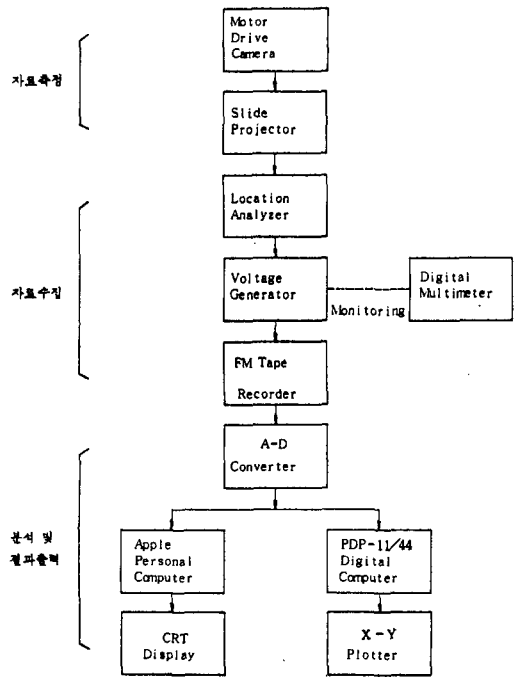 Motor
Drive
Camera
자료측정
Slide
Projector
Location
Analyzer
자료수집
Voltage
Generator
Monitoring
Digital
Multimeter
FM Tape
Recorder
A-D
Converter
분석 및
결과출력
Apple
Personal
Computer
PDP-11/44
Digital
Computer
CRT
Display
X-Y
Plotter